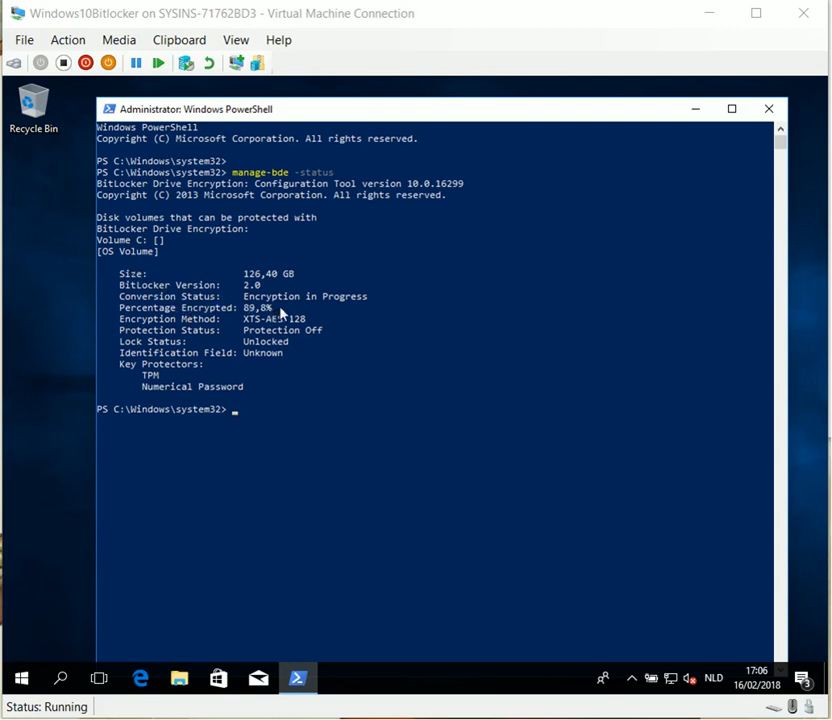 Windows10Bitlocker on SYSINS-71762BD3 - Virtual Machine Connection
File Action Media Clipboard View Help
Recycle Bin
Administrator: Windows PowerShell
Windows PowerShell
Copyright (C) Microsoft Corporation. All rights reserved.
PS C:\Windows\system32>
PS C:\Windows\system32> manage-bde -status
BitLocker Drive Encryption: Configuration Tool version 10.0.16299
Copyright (C) 2013 Microsoft Corporation. All rights reserved.
Disk volumes that can be protected with
BitLocker Drive Encryption:
Volume C: []
[OS Volume]
Size: 126,40 GB
BitLocker Version: 2.0
Conversion Status: Encryption in Progress
Percentage Encrypted: 89,8%
Encryption Method: XTS-AES 128
Protection Status: Protection Off
Lock Status: Unlocked
Identification Field: Unknown
Key Protectors:
TPM
Numerical Password
PS C:\Windows\system32> _
NLD
17:06
16/02/2018
3
Status: Running